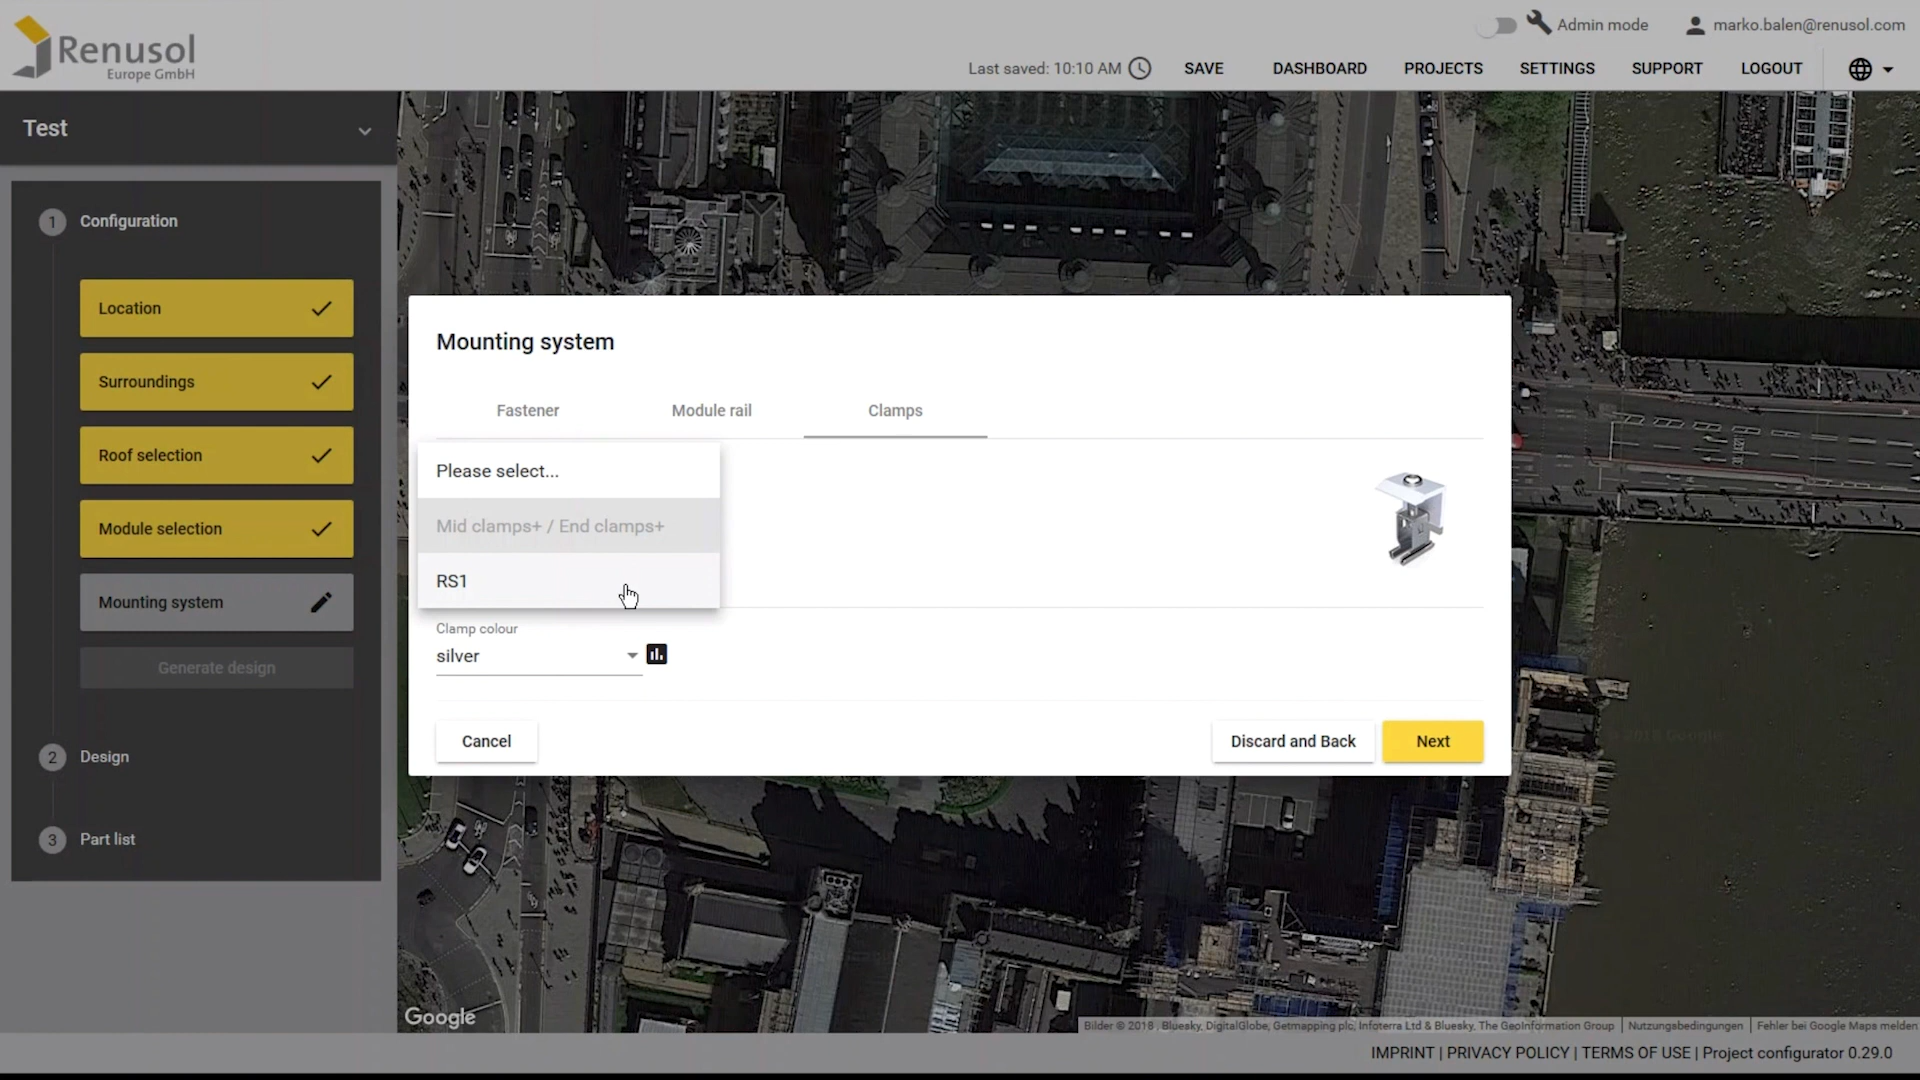 Renusol
Europe GmbH
Admin mode
marko.balen@renusol.com
Last saved: 10:10 AM
SAVE
DASHBOARD
PROJECTS
SETTINGS
SUPPORT
LOGOUT
Test
1 Configuration
Location
Surroundings
Roof selection
Module selection
Mounting system
Generate design
2 Design
3 Part list
Mounting system
Fastener
Module rail
Clamps
Please select...
Mid clamps+ / End clamps+
RS1
Clamp colour
silver
Cancel
Discard and Back
Next
Google
Bilder © 2018 , Bluesky, DigitalGlobe, Getmapping plc, Infoterra Ltd & Bluesky, The GeoInformation Group
Nutzungsbedingungen
Fehler bei Google Maps melden
IMPRINT | PRIVACY POLICY | TERMS OF USE | Project configurator 0.29.0